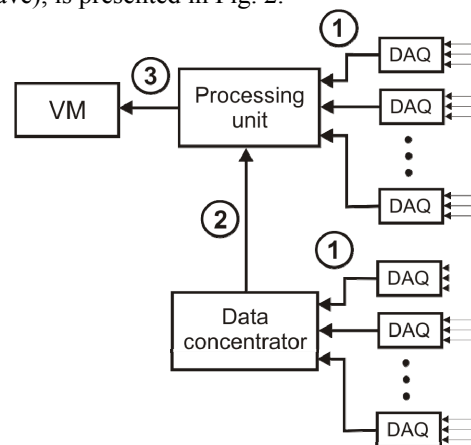 ave), is presented in Fig. 2.
1
DAQ
3
Processing
unit
VM
DAQ
DAQ
2
1
DAQ
Data
concentrator
DAQ
DAQ